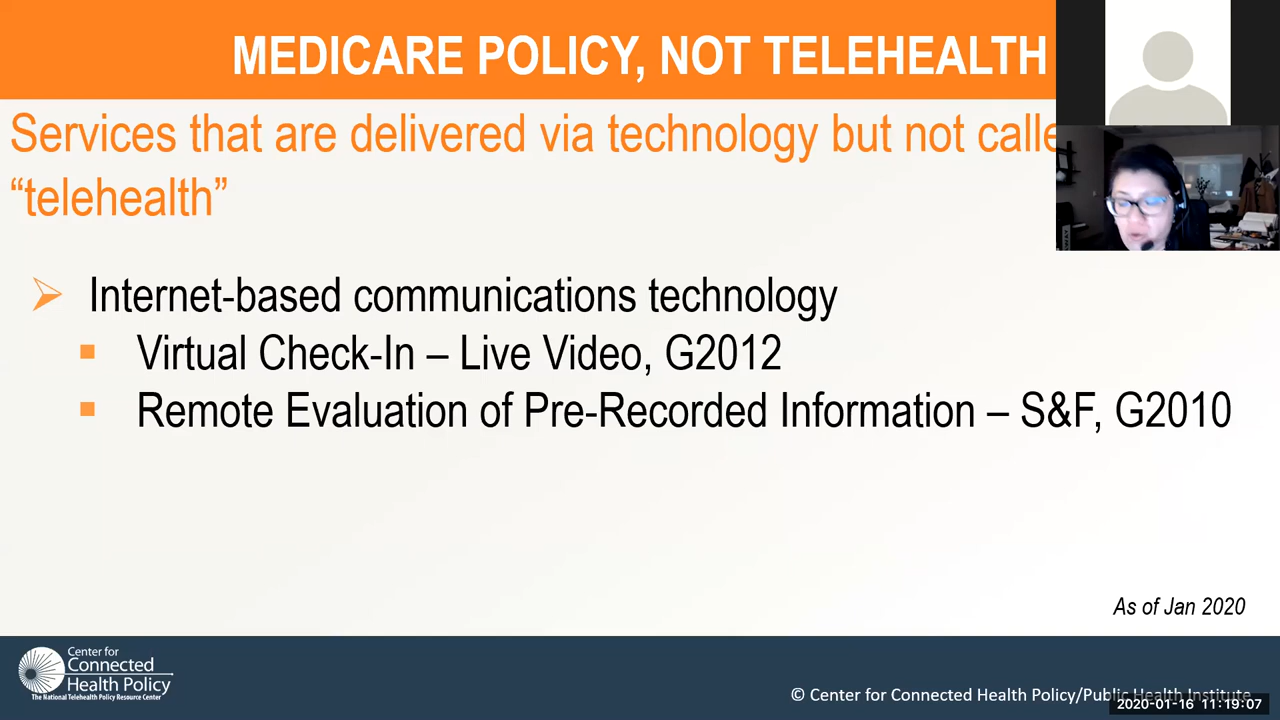 MEDICARE POLICY, NOT TELEHEALTH
Services that are delivered via technology but not calle
“telehealth”
Internet-based communications technology
Virtual Check-In – Live Video, G2012
Remote Evaluation of Pre-Recorded Information – S&F, G2010
As of Jan 2020
Center for
Connected
Health Policy
The National Telehealth Policy Resource Center
© Center for Connected Health Policy/Public Health Institute
2020-01-16 11:19:07